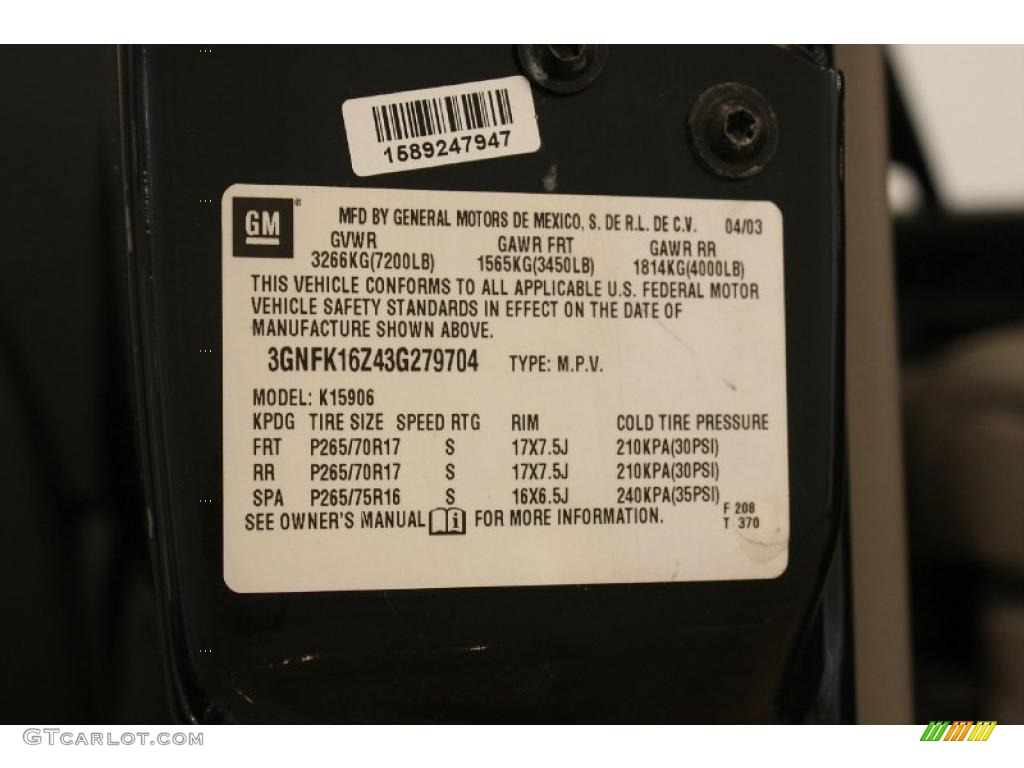 1589247947
GM
MFD BY GENERAL MOTORS DE MEXICO, S. DE R.L. DE C.V. 04/03
GVWR GAWR FRT GAWR RR
3266KG(7200LB) 1565KG(3450LB) 1814KG(4000LB)
THIS VEHICLE CONFORMS TO ALL APPLICABLE U.S. FEDERAL MOTOR
VEHICLE SAFETY STANDARDS IN EFFECT ON THE DATE OF
MANUFACTURE SHOWN ABOVE.
3GNFK16Z43G279704 TYPE: M.P.V.
MODEL: K15906
KPDG TIRE SIZE SPEED RTG RIM COLD TIRE PRESSURE
FRT P265/70R17 S 17X7.5J 210KPA(30PSI)
RR P265/70R17 S 17X7.5J 210KPA(30PSI)
SPA P265/75R16 S 16X6.5J 240KPA(35PSI)
SEE OWNER'S MANUAL FOR MORE INFORMATION.
F 208
T 370
GTCARLOT.COM